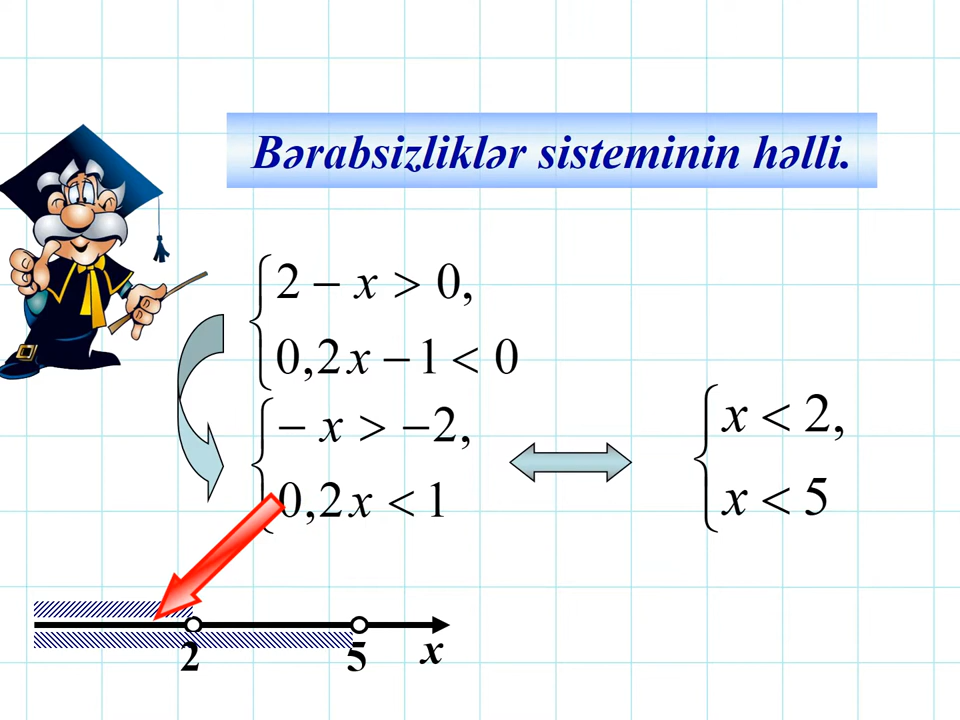 Bərabsizliklər sisteminin həlli.
2 − x > 0,
0,2x − 1 < 0
− x > −2,
0,2x < 1
x < 2,
x < 5
2 5 x